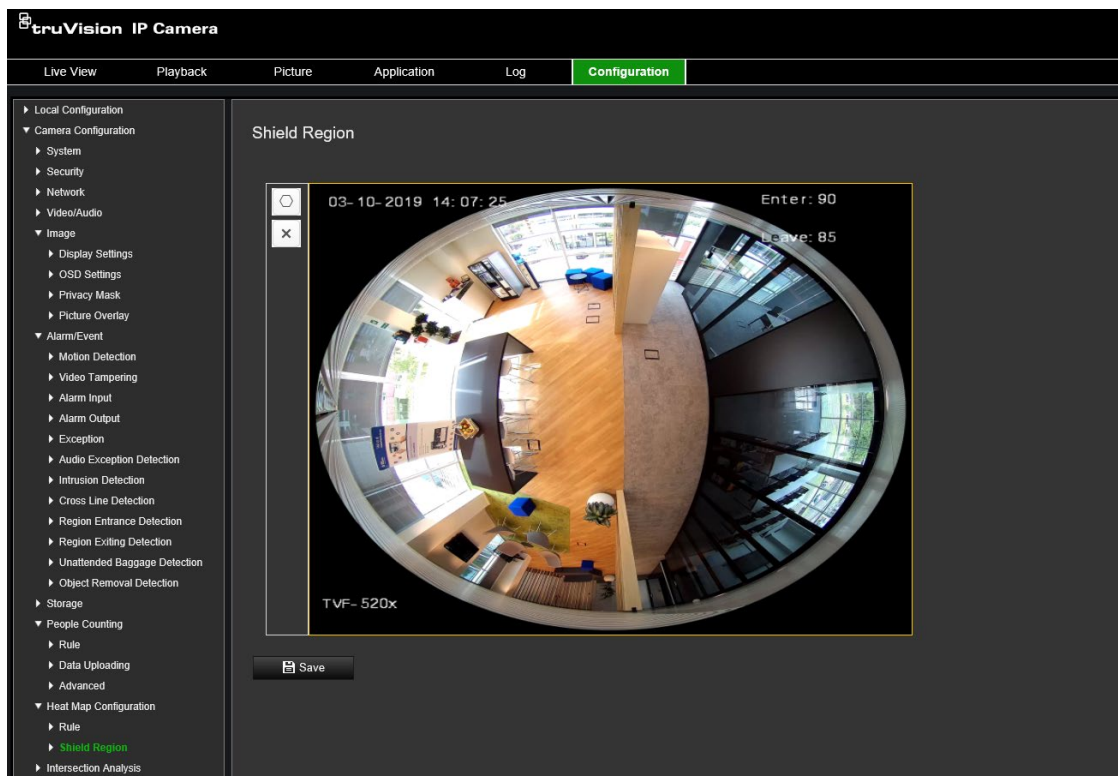 truVision IP Camera
Live View Playback Picture Application Log Configuration
Local Configuration
Camera Configuration
System
Security
Network
Video/Audio
Image
Display Settings
OSD Settings
Privacy Mask
Picture Overlay
Alarm/Event
Motion Detection
Video Tampering
Alarm Input
Alarm Output
Exception
Audio Exception Detection
Intrusion Detection
Cross Line Detection
Region Entrance Detection
Region Exiting Detection
Unattended Baggage Detection
Object Removal Detection
Storage
People Counting
Rule
Data Uploading
Advanced
Heat Map Configuration
Rule
Shield Region
Intersection Analysis
Shield Region
03-10-2019 14:07:25
Enter: 90
Leave: 85
TVF-520x
Save